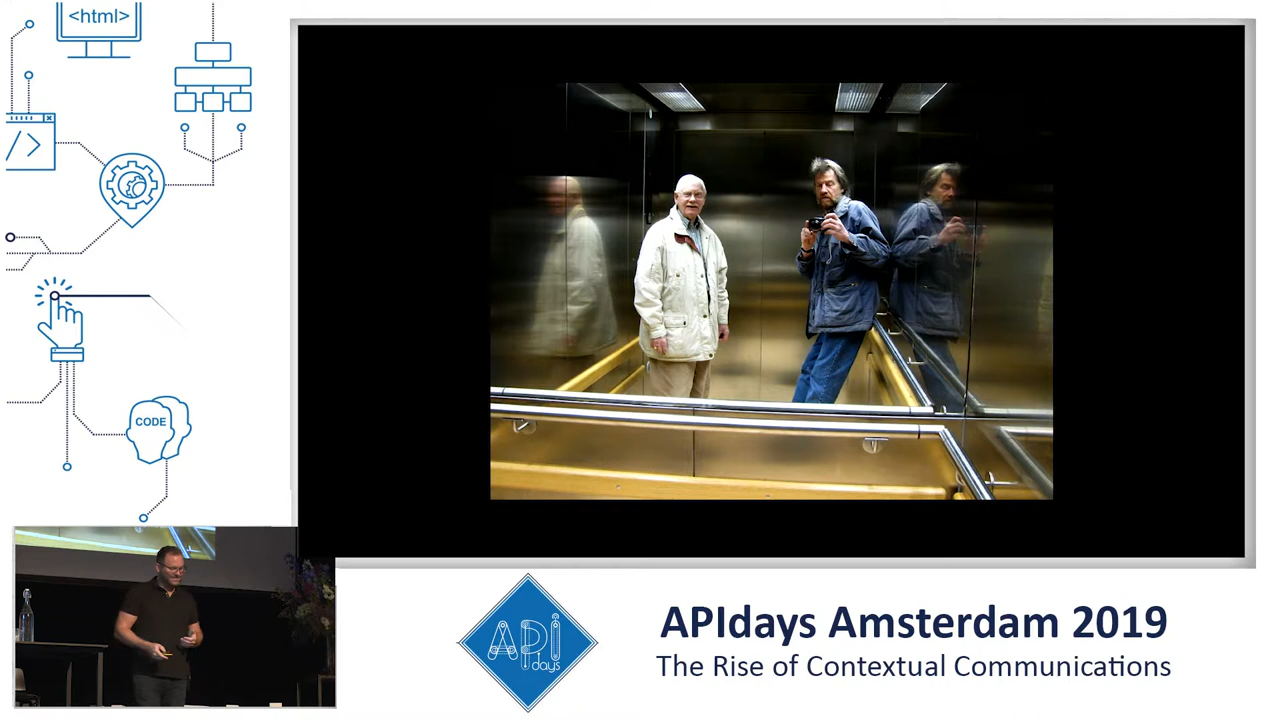 <html>
</>
CODE
API
days
APIdays Amsterdam 2019
The Rise of Contextual Communications